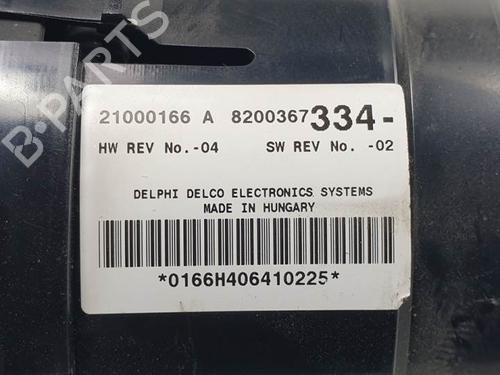 B-PARTS
21000166 A 8200367334-
HW REV No. -04 SW REV No. -02
DELPHI DELCO ELECTRONICS SYSTEMS
MADE IN HUNGARY
*0166H406410225*